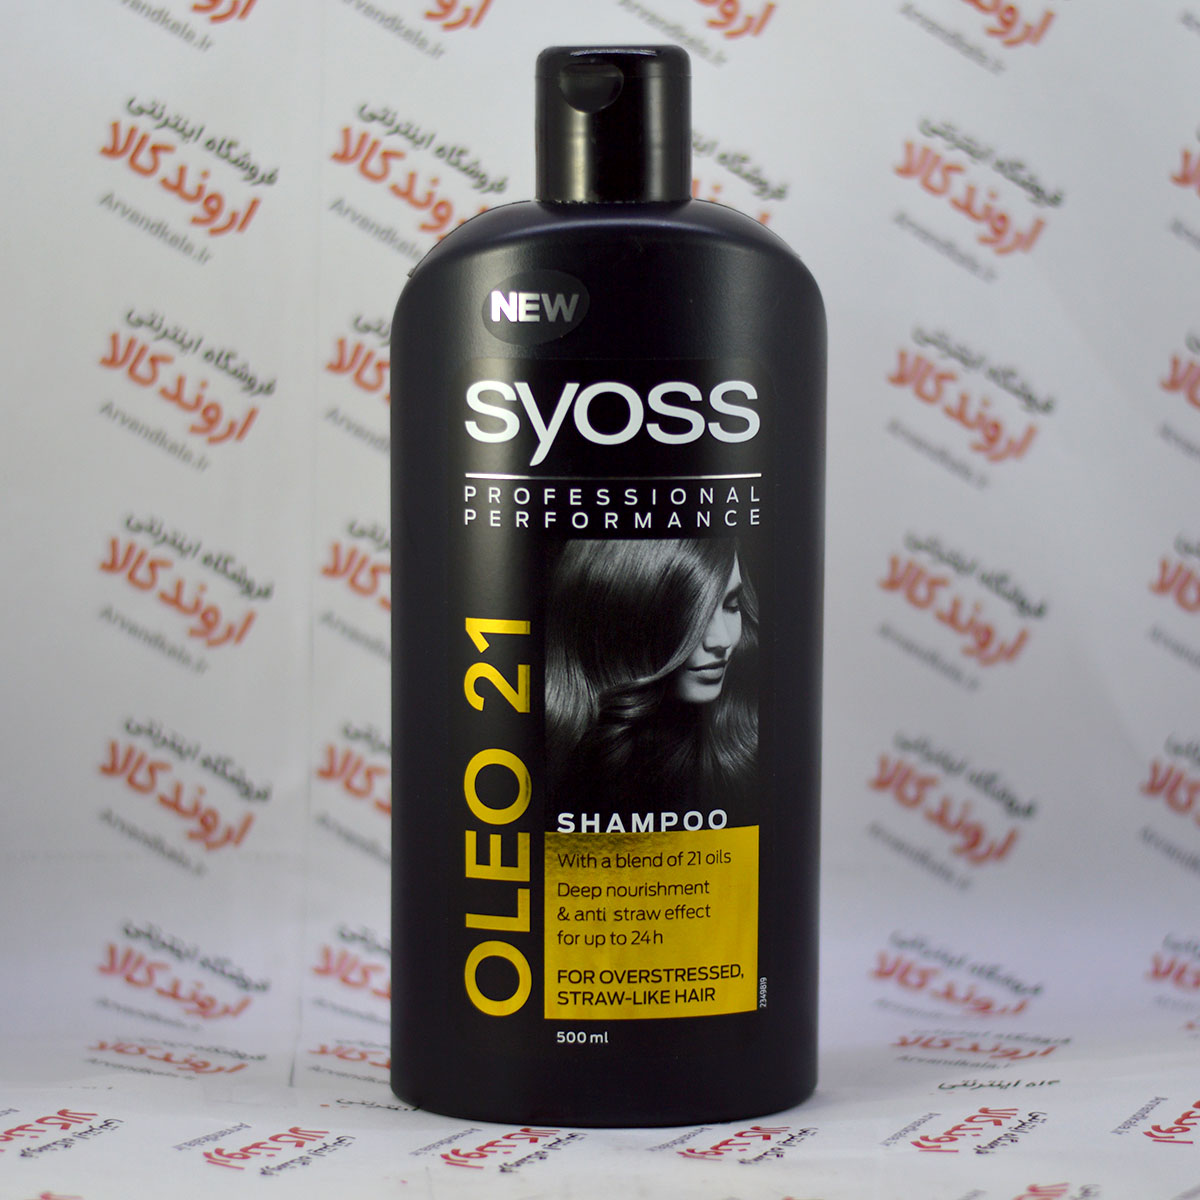 NEW
syoss
PROFESSIONAL
PERFORMANCE
OLEO 21
SHAMPOO
With a blend of 21 oils
Deep nourishment
& anti straw effect
for up to 24h
FOR OVERSTRESSED,
STRAW-LIKE HAIR
2349819
500 ml
فروشگاه اینترنتی
اروند کالا
Arvandkala.ir